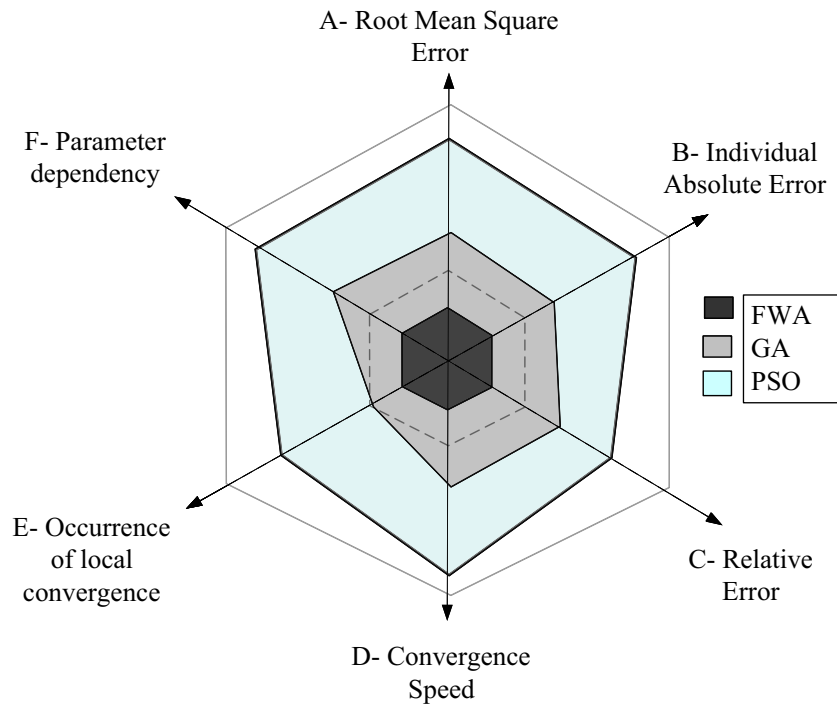 A- Root Mean Square
Error
B- Individual
Absolute Error
F- Parameter
dependency
FWA
GA
PSO
E- Occurrence
of local
convergence
C- Relative
Error
D- Convergence
Speed